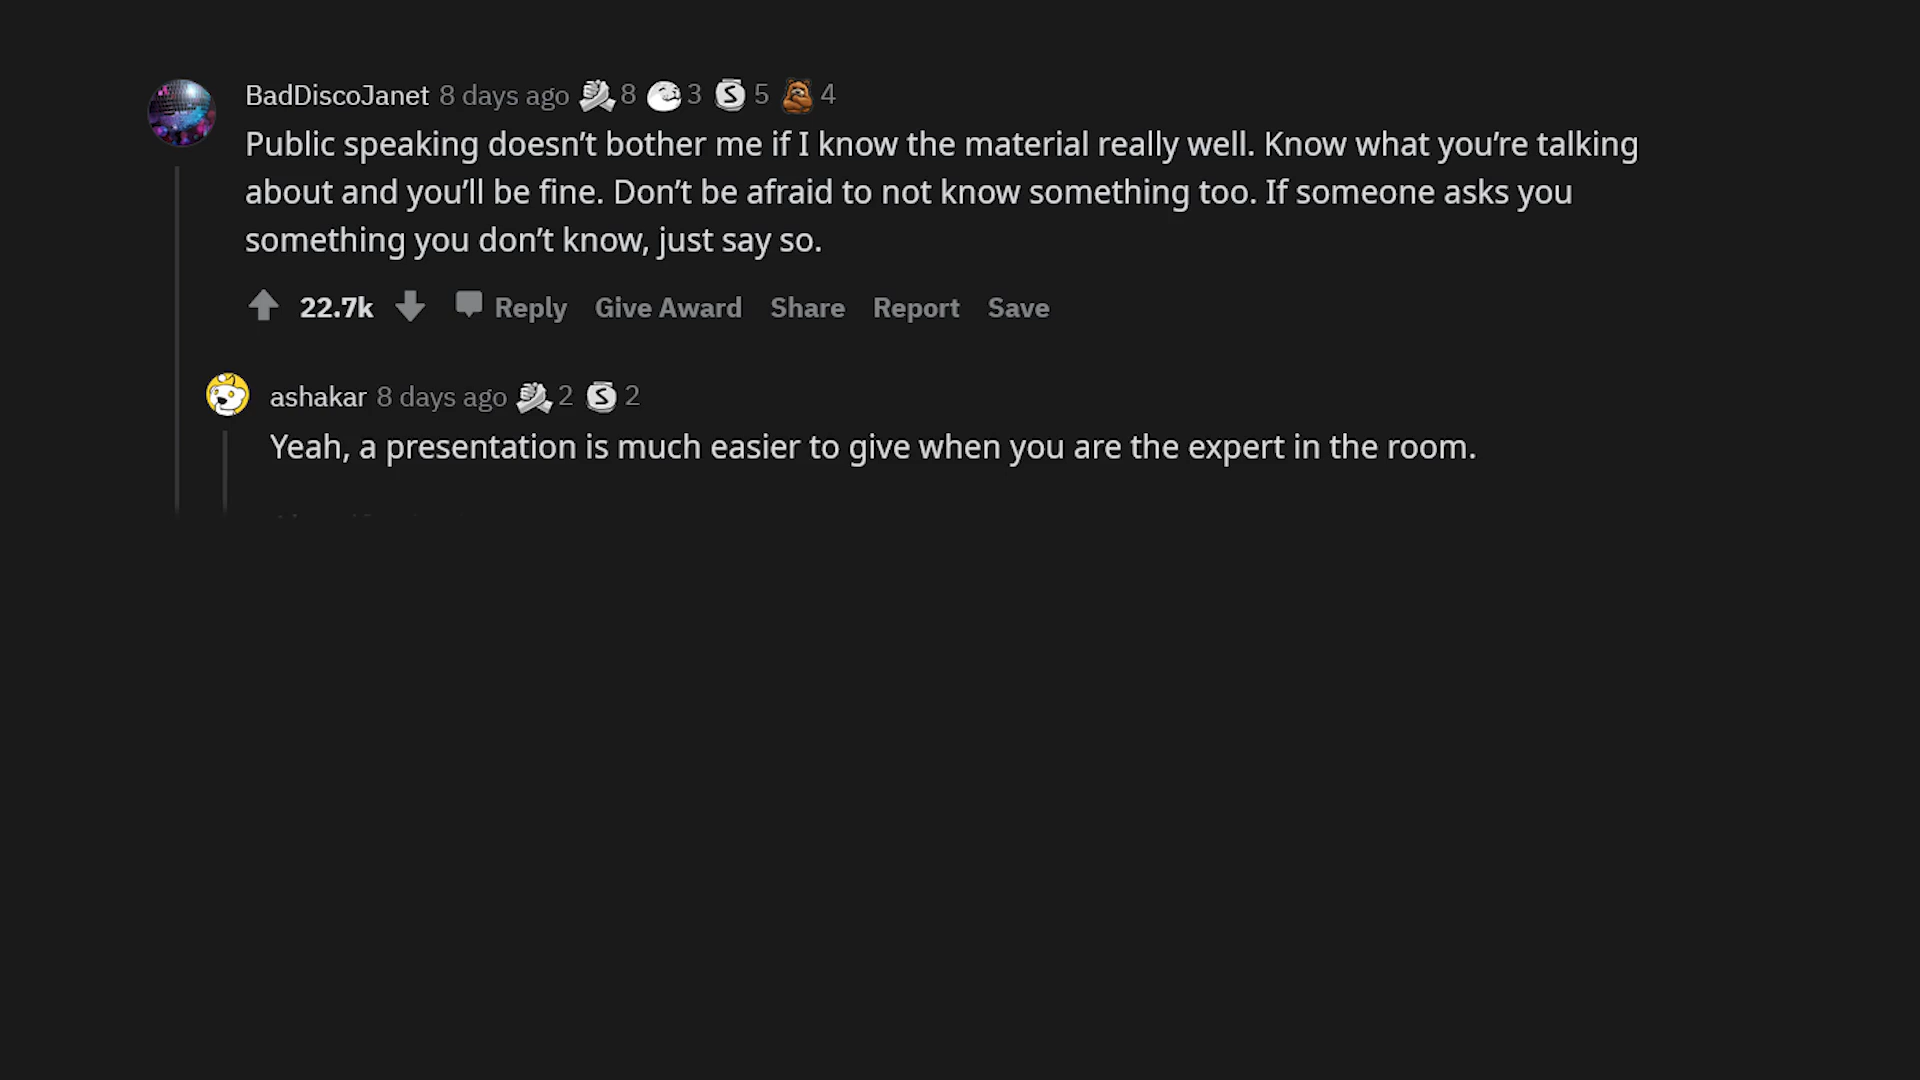 BadDiscoJanet 8 days ago 8 3 S 5 4
Public speaking doesn’t bother me if I know the material really well. Know what you’re talking
about and you’ll be fine. Don’t be afraid to not know something too. If someone asks you
something you don’t know, just say so.
22.7k Reply Give Award Share Report Save
ashakar 8 days ago 2 S 2
Yeah, a presentation is much easier to give when you are the expert in the room.